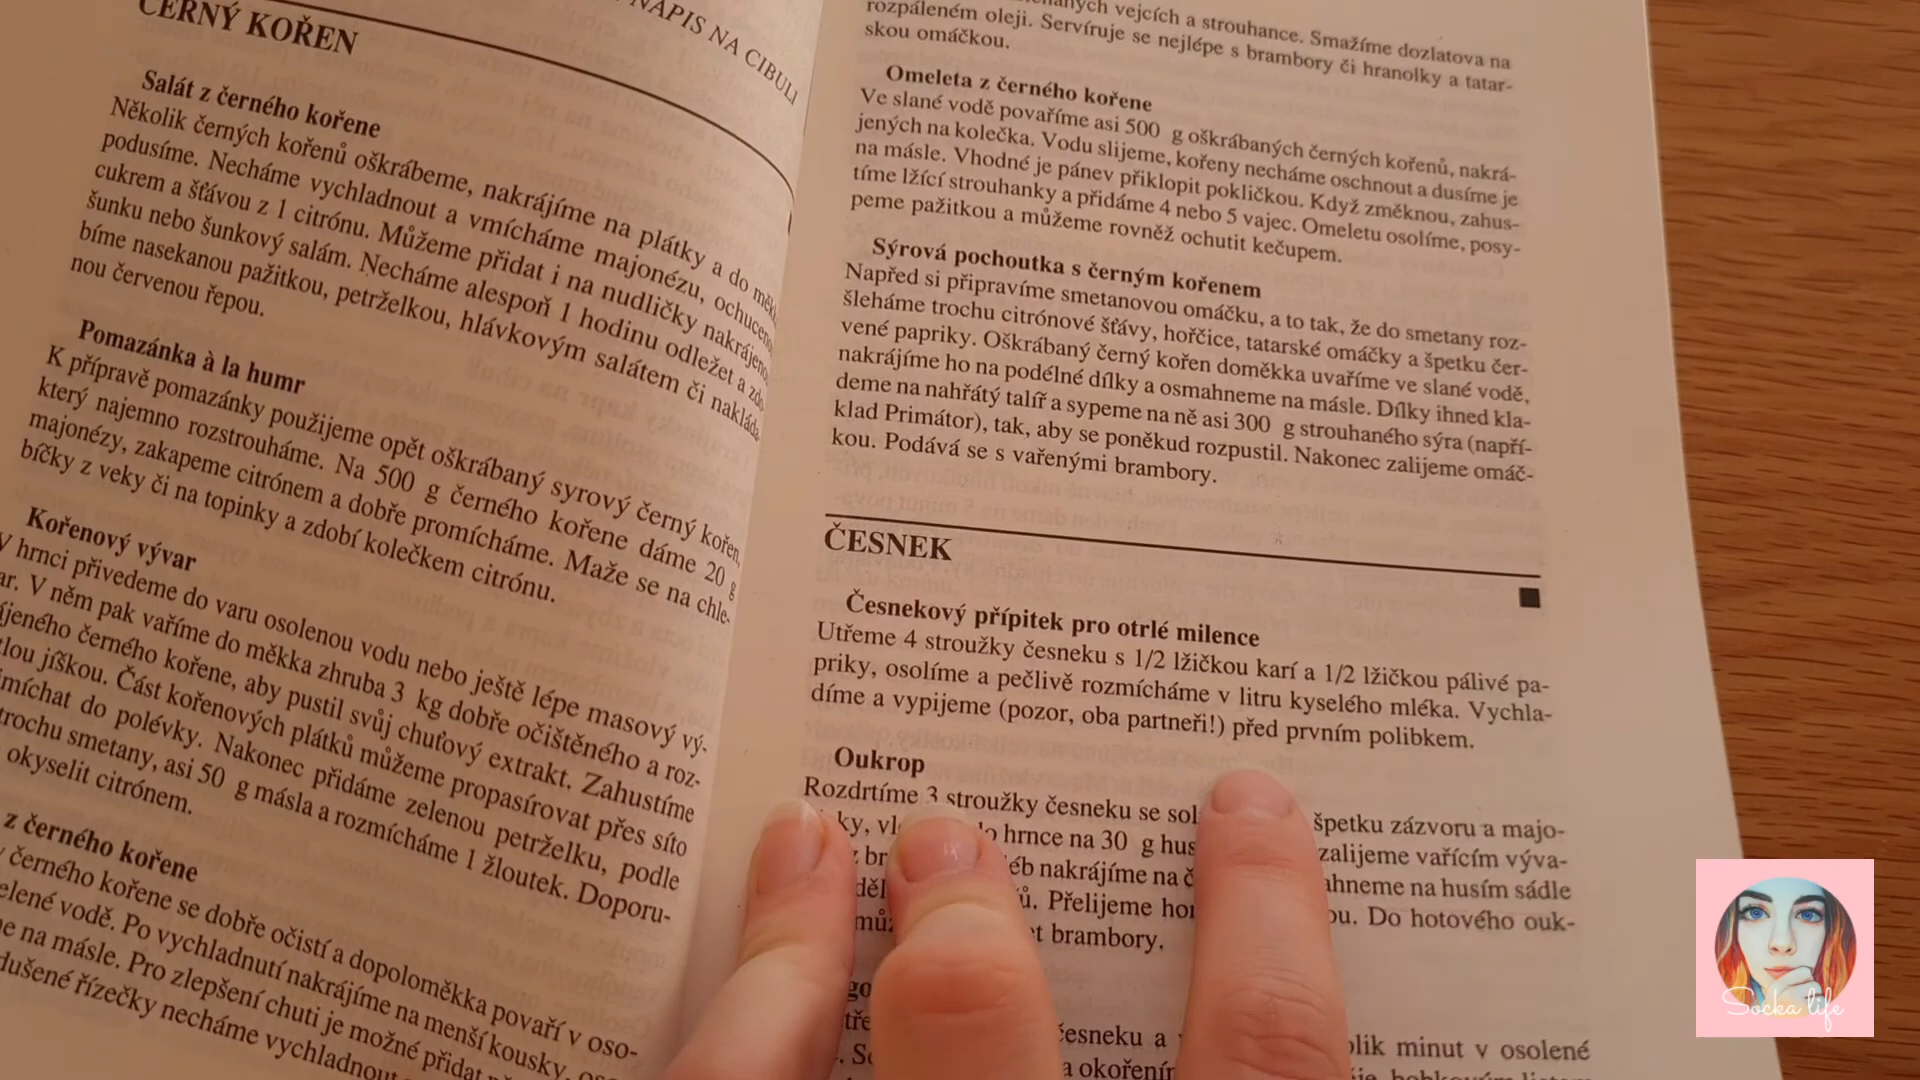 NÁPIS NA CIBULI
ČERNÝ KOŘEN
Salát z černého kořene
Několik černých kořenů oškrábeme, nakrájíme na plátky a do měkka
podusíme. Necháme vychladnout a vmícháme majonézu, ochuceno
cukrem a šťávou z 1 citrónu. Můžeme přidat i na nudličky nakrájeno
šunku nebo šunkový salám. Necháme alespoň 1 hodinu odležet a zdo
bíme nasekanou pažitkou, petrželkou, hlávkovým salátem či nakláda
nou červenou řepou.
Pomazánka à la humr
K přípravě pomazánky použijeme opět oškrábaný syrový černý kořen,
který najemno rozstrouháme. Na 500 g černého kořene dáme 20 g
majonézy, zakapeme citrónem a dobře promícháme. Maže se na chle-
bíčky z veky či na topinky a zdobí kolečkem citrónu.
Kořenový vývar
V hrnci přivedeme do varu osolenou vodu nebo ještě lépe masový vý-
ar. V něm pak vaříme do měkka zhruba 3 kg dobře očištěného a roz-
jeného černého kořene, aby pustil svůj chuťový extrakt. Zahustíme
tlou jíškou. Část kořenových plátků můžeme propasírovat přes síto
míchat do polévky. Nakonec přidáme zelenou petrželku, podle
trochu smetany, asi 50 g másla a rozmícháme 1 žloutek. Doporu-
okyselit citrónem.
z černého kořene
černého kořene se dobře očistí a dopoloměkka povaří v oso-
elené vodě. Po vychladnutí nakrájíme na menší kousky,
ne na másle. Pro zlepšení chuti je možné přidat
dušené řízečky necháme vychladnout
vejcích a strouhance. Smažíme dozlatova na
rozpáleném oleji. Servíruje se nejlépe s brambory či hranolky a tatar-
skou omáčkou.
Omeleta z černého kořene
Ve slané vodě povaříme asi 500 g oškrábaných černých kořenů, nakrá-
jených na kolečka. Vodu slijeme, kořeny necháme oschnout a dusíme je
na másle. Vhodné je pánev přiklopit pokličkou. Když změknou, zahus-
tíme lžící strouhanky a přidáme 4 nebo 5 vajec. Omeletu osolíme, posy-
peme pažitkou a můžeme rovněž ochutit kečupem.
Sýrová pochoutka s černým kořenem
Napřed si připravíme smetanovou omáčku, a to tak, že do smetany roz-
šleháme trochu citrónové šťávy, hořčice, tatarské omáčky a špetku čer-
vené papriky. Oškrábaný černý kořen doměkka uvaříme ve slané vodě,
nakrájíme ho na podélné dílky a osmahneme na másle. Dílky ihned kla-
deme na nahřátý talíř a sypeme na ně asi 300 g strouhaného sýra (napří-
klad Primátor), tak, aby se poněkud rozpustil. Nakonec zalijeme omáč-
kou. Podává se s vařenými brambory.
ČESNEK
Česnekový přípitek pro otrlé milence
Utřeme 4 stroužky česneku s 1/2 lžičkou karí a 1/2 lžičkou pálivé pa-
priky, osolíme a pečlivě rozmícháme v litru kyselého mléka. Vychla-
díme a vypijeme (pozor, oba partneři!) před prvním polibkem.
Oukrop
Rozdrtíme 3 stroužky česneku se sol špetku zázvoru a majo-
ky, do hrnce na 30 g hus zalijeme vařícím výva-
z br éb nakrájíme na č ahneme na husím sádle
děl ů. Přelijeme hor ou. Do hotového ouk-
mů t brambory.
česneku a olik minut v osolené
a okořením bobkovým listem
Socka life